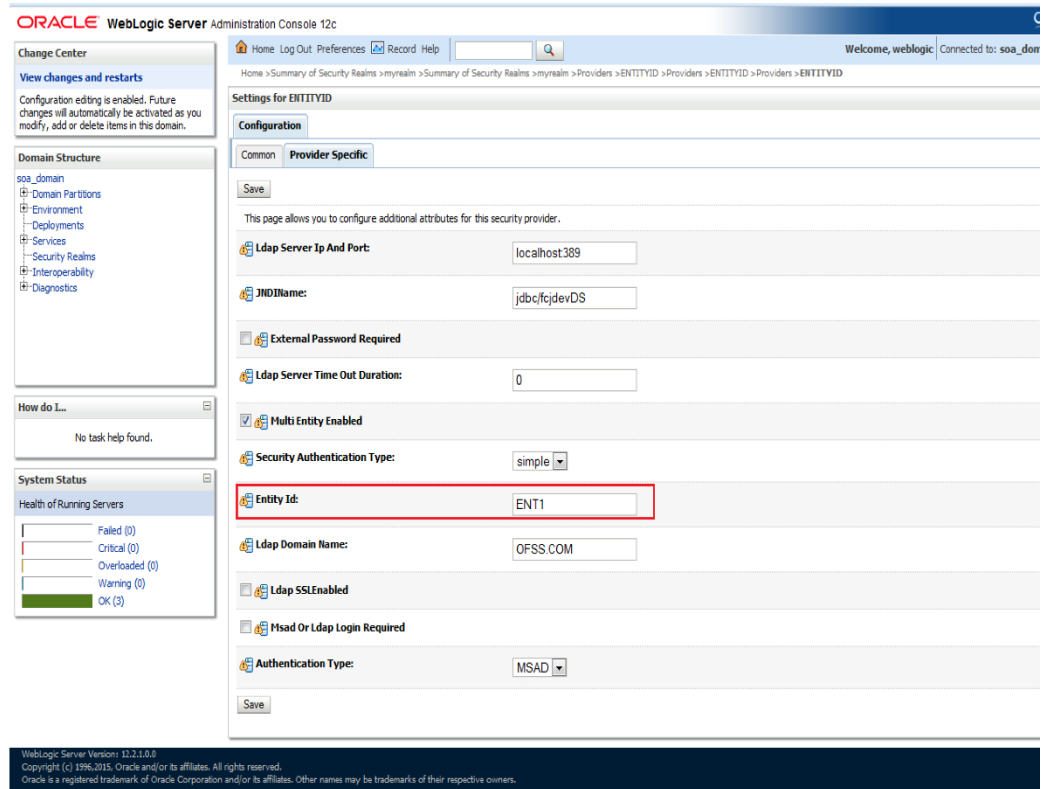 ORACLE WebLogic Server Administration Console 12c
Change Center
View changes and restarts
Configuration editing is enabled. Future
changes will automatically be activated as you
modify, add or delete items in this domain.
Domain Structure
soa_domain
Domain Partitions
Environment
Deployments
Services
Security Realms
Interoperability
Diagnostics
How do I...
No task help found.
System Status
Health of Running Servers
Failed (0)
Critical (0)
Overloaded (0)
Warning (0)
OK (3)
Home Log Out Preferences Record Help
Welcome, weblogic Connected to: soa_dom
Home >Summary of Security Realms >myrealm >Summary of Security Realms >myrealm >Providers >ENTITYID >Providers >ENTITYID >Providers >ENTITYID
Settings for ENTITYID
Configuration
Common Provider Specific
Save
This page allows you to configure additional attributes for this security provider.
Ldap Server Ip And Port: localhost:389
JNDIName: jdbc/fcjdevDS
External Password Required
Ldap Server Time Out Duration: 0
Multi Entity Enabled
Security Authentication Type: simple
Entity Id: ENT1
Ldap Domain Name: OFSS.COM
Ldap SSLEnabled
Msad Or Ldap Login Required
Authentication Type: MSAD
Save
WebLogic Server Version: 12.2.1.0.0
Copyright (c) 1996,2015, Oracle and/or its affiliates. All rights reserved.
Oracle is a registered trademark of Oracle Corporation and/or its affiliates. Other names may be trademarks of their respective owners.